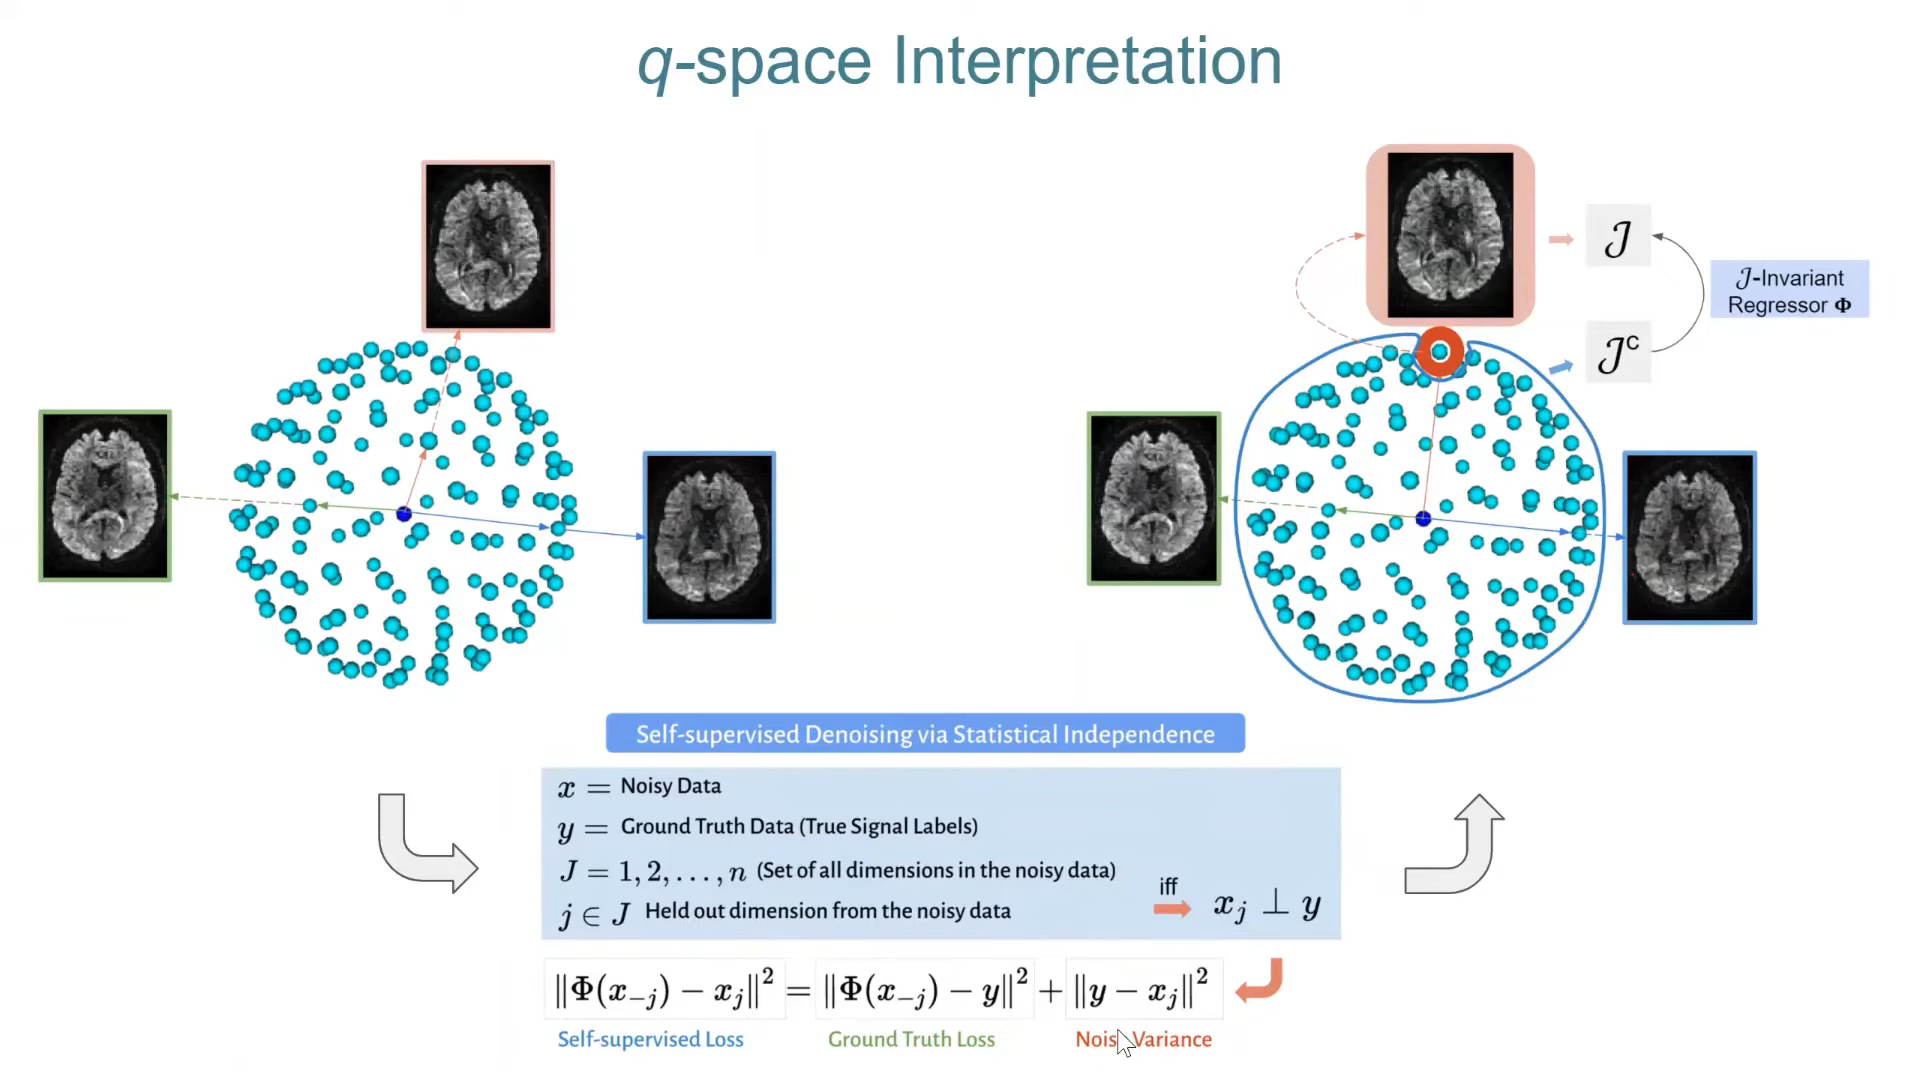 q-space Interpretation
𝒥
𝒥-Invariant
Regressor Φ
𝒥ᶜ
Self-supervised Denoising via Statistical Independence
x = Noisy Data
y = Ground Truth Data (True Signal Labels)
J = 1, 2, . . . , n (Set of all dimensions in the noisy data)
j ∈ J Held out dimension from the noisy data
iff
x_j ⊥ y
‖Φ(x_{−j}) − x_j‖² = ‖Φ(x_{−j}) − y‖² + ‖y − x_j‖²
Self-supervised Loss
Ground Truth Loss
Noise Variance